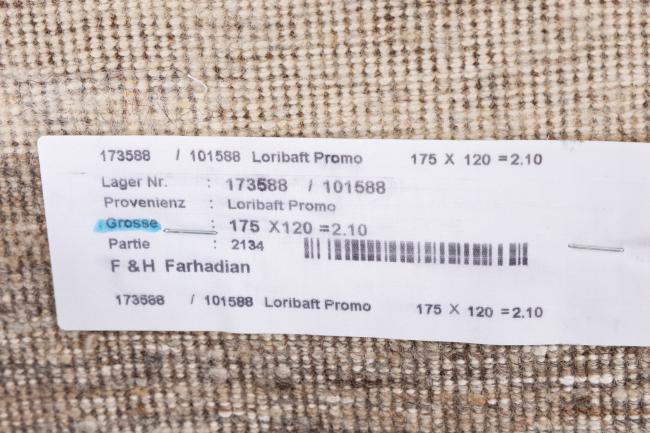 173588 / 101588 Loribaft Promo 175 X 120 =2.10
Lager Nr. : 173588 / 101588
Provenienz : Loribaft Promo
Grosse : 175 X120 =2.10
Partie : 2134
F & H Farhadian
173588 / 101588 Loribaft Promo 175 X 120 =2.10